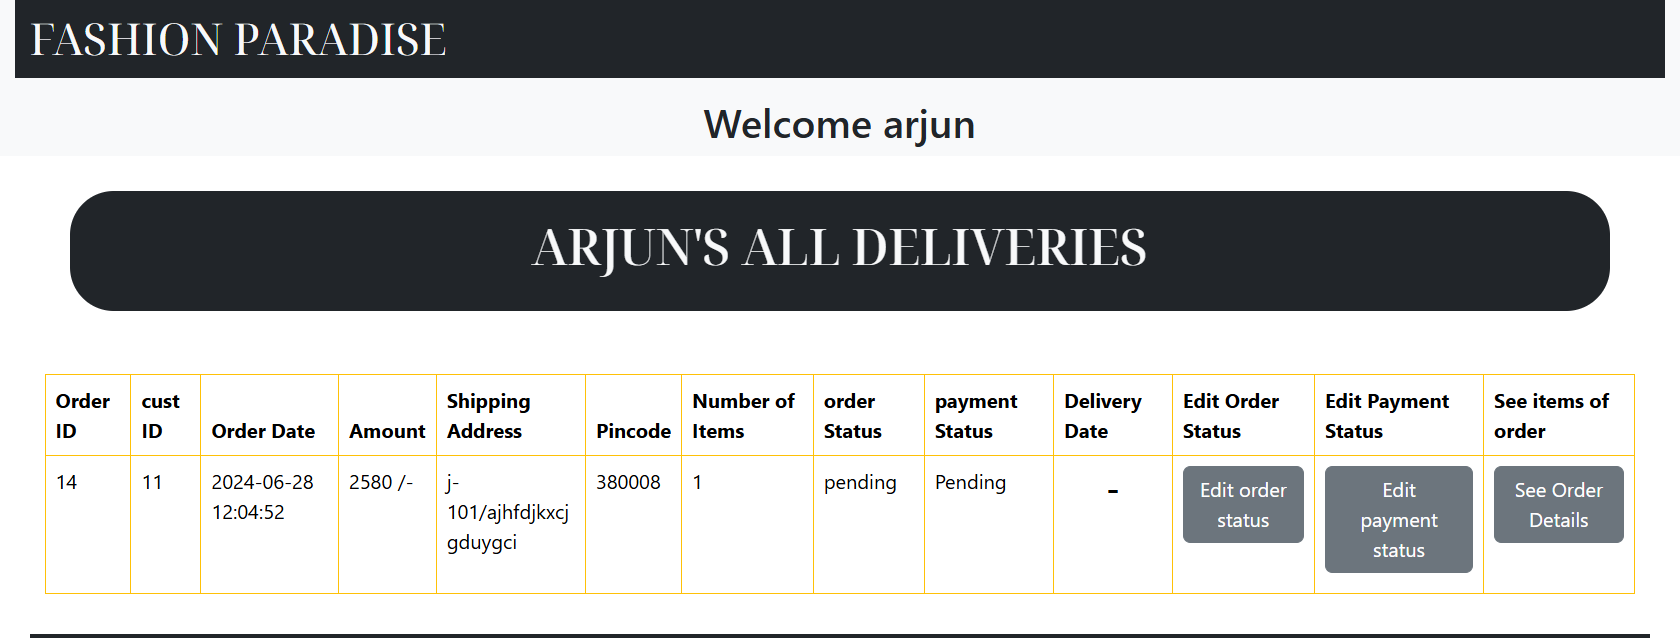 FASHION PARADISE
Welcome arjun
ARJUN'S ALL DELIVERIES
Order ID
cust ID
Order Date
Amount
Shipping Address
Pincode
Number of Items
order Status
payment Status
Delivery Date
Edit Order Status
Edit Payment Status
See items of order
14
11
2024-06-28
12:04:52
2580 /-
j-
101/ajhfdjkxcj
gduygci
380008
1
pending
Pending
-
Edit order
status
Edit
payment
status
See Order
Details